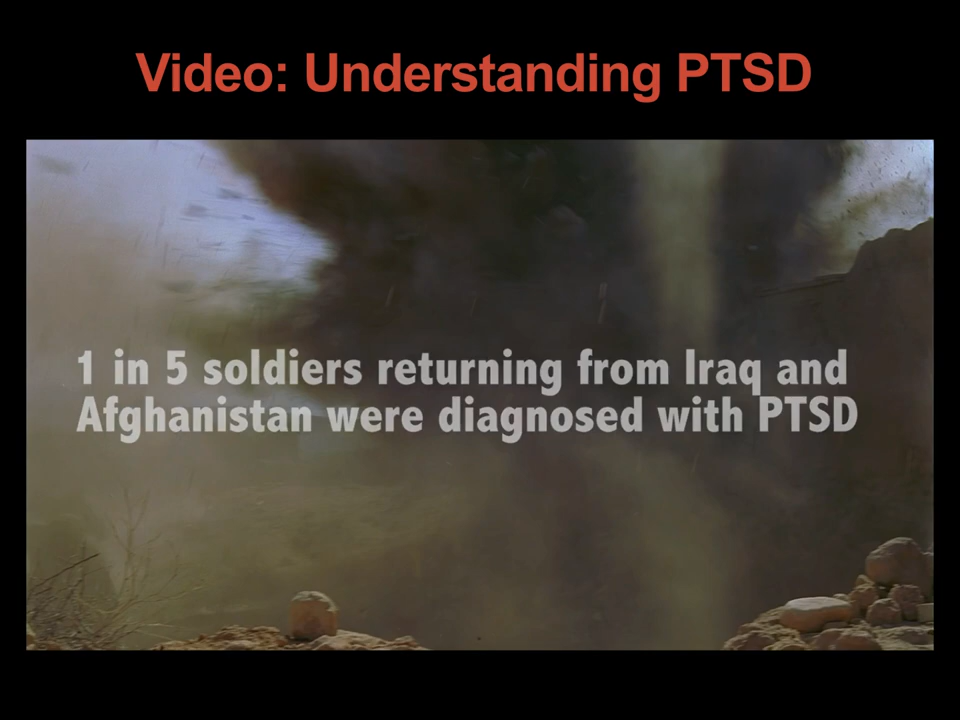 Video: Understanding PTSD
1 in 5 soldiers returning from Iraq and
Afghanistan were diagnosed with PTSD